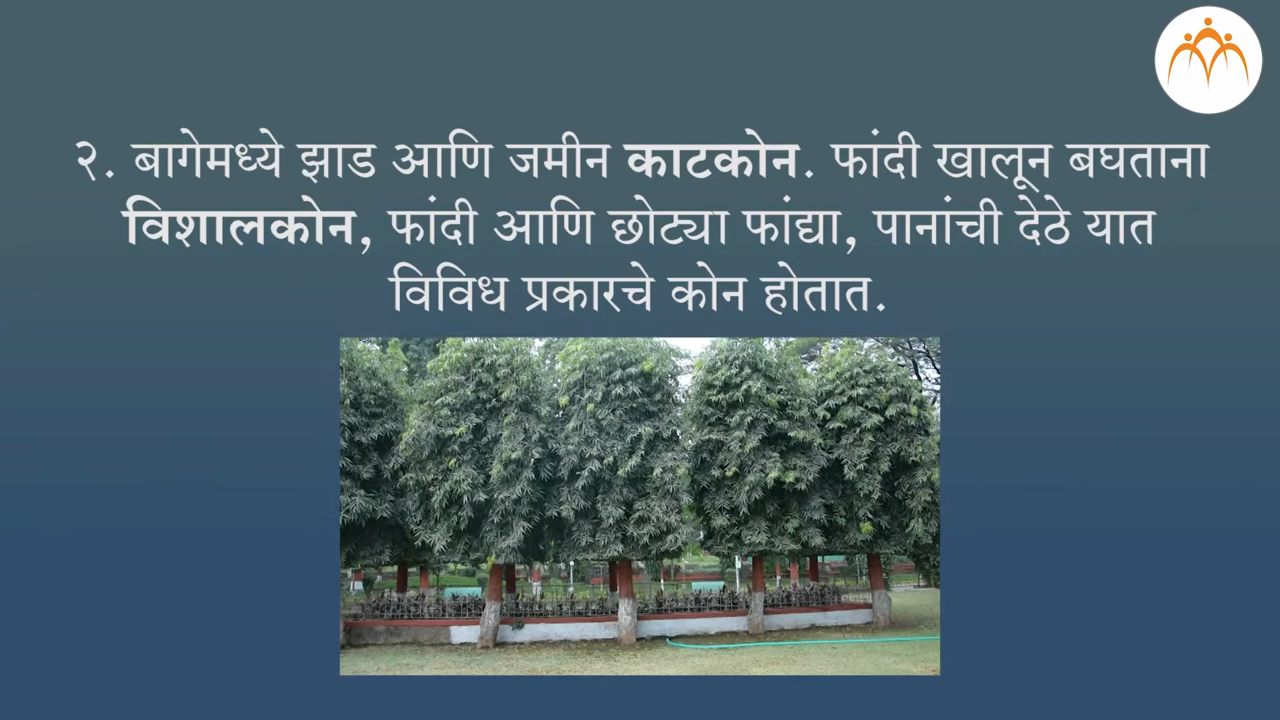 २. बागेमध्ये झाड आणि जमीन काटकोन. फांदी खालून बघताना
विशालकोन, फांदी आणि छोट्या फांद्या, पानांची देठे यात
विविध प्रकारचे कोन होतात.